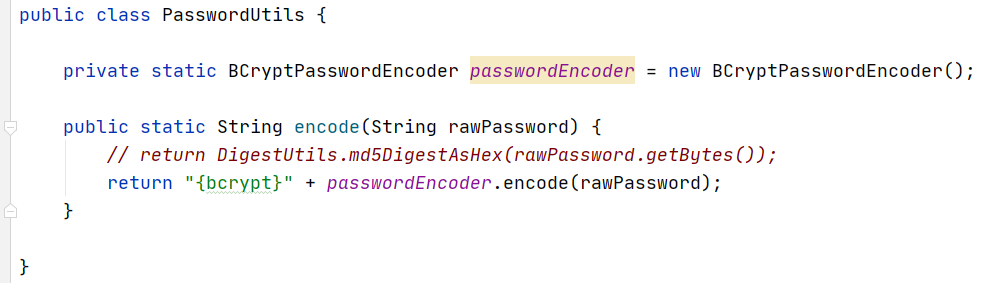 public class PasswordUtils {
    private static BCryptPasswordEncoder passwordEncoder = new BCryptPasswordEncoder();
    public static String encode(String rawPassword) {
        // return DigestUtils.md5DigestAsHex(rawPassword.getBytes());
        return "{bcrypt}" + passwordEncoder.encode(rawPassword);
    }
}